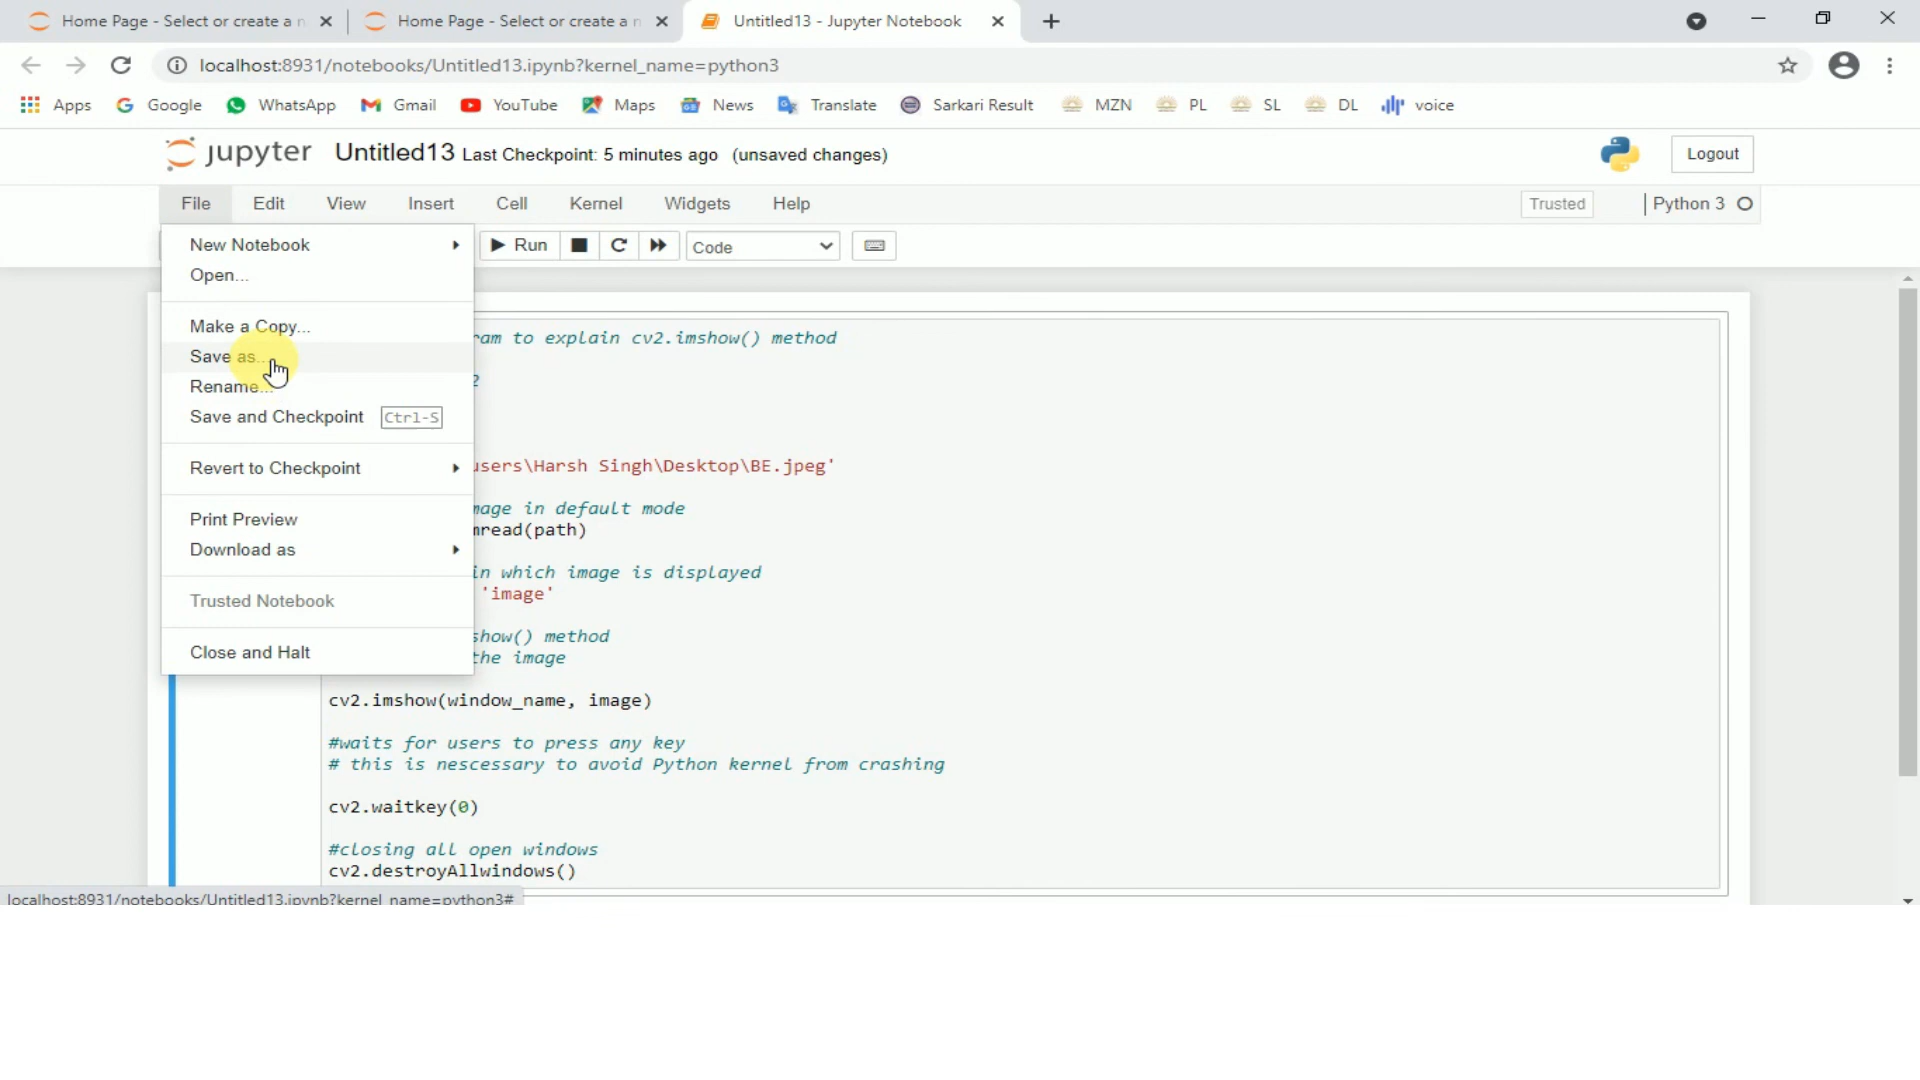 Home Page - Select or create a n
Home Page - Select or create a n
Untitled13 - Jupyter Notebook
localhost:8931/notebooks/Untitled13.ipynb?kernel_name=python3
Apps Google WhatsApp Gmail YouTube Maps News Translate Sarkari Result MZN PL SL DL voice
jupyter Untitled13 Last Checkpoint: 5 minutes ago (unsaved changes) Logout
File Edit View Insert Cell Kernel Widgets Help Trusted Python 3
New Notebook
Run
Code
Open...
Make a Copy...
Save as...
Rename...
Save and Checkpoint Ctrl-S
Revert to Checkpoint
Print Preview
Download as
Trusted Notebook
Close and Halt
ram to explain cv2.imshow() method
2
users\Harsh Singh\Desktop\BE.jpeg'
mage in default mode
mread(path)
in which image is displayed
'image'
show() method
the image
cv2.imshow(window_name, image)
#waits for users to press any key
# this is nescessary to avoid Python kernel from crashing
cv2.waitkey(0)
#closing all open windows
cv2.destroyAllwindows()
localhost:8931/notebooks/Untitled13.ipynb?kernel_name=python3#